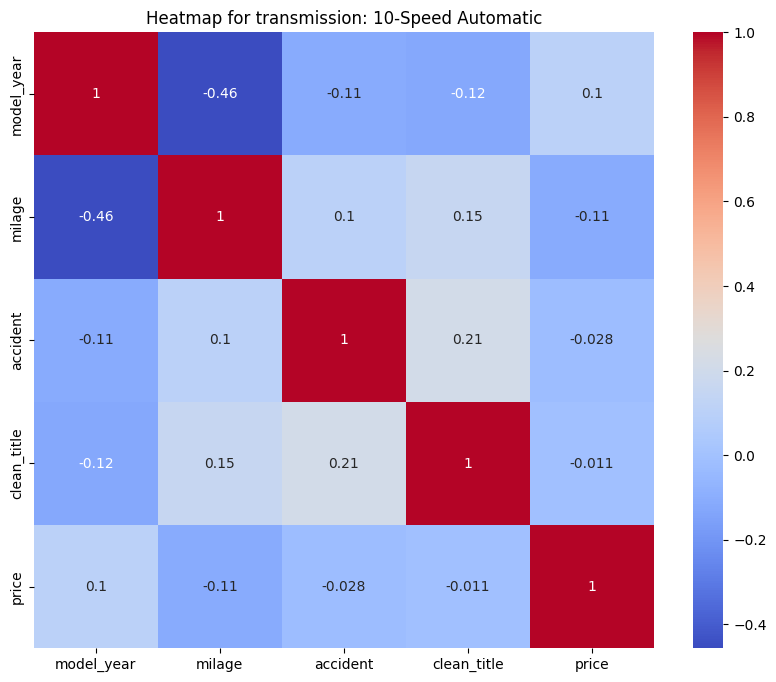 Heatmap for transmission: 10-Speed Automatic
model_year 1 -0.46 -0.11 -0.12 0.1
milage -0.46 1 0.1 0.15 -0.11
accident -0.11 0.1 1 0.21 -0.028
clean_title -0.12 0.15 0.21 1 -0.011
price 0.1 -0.11 -0.028 -0.011 1
model_year milage accident clean_title price
1.0
0.8
0.6
0.4
0.2
0.0
−0.2
−0.4